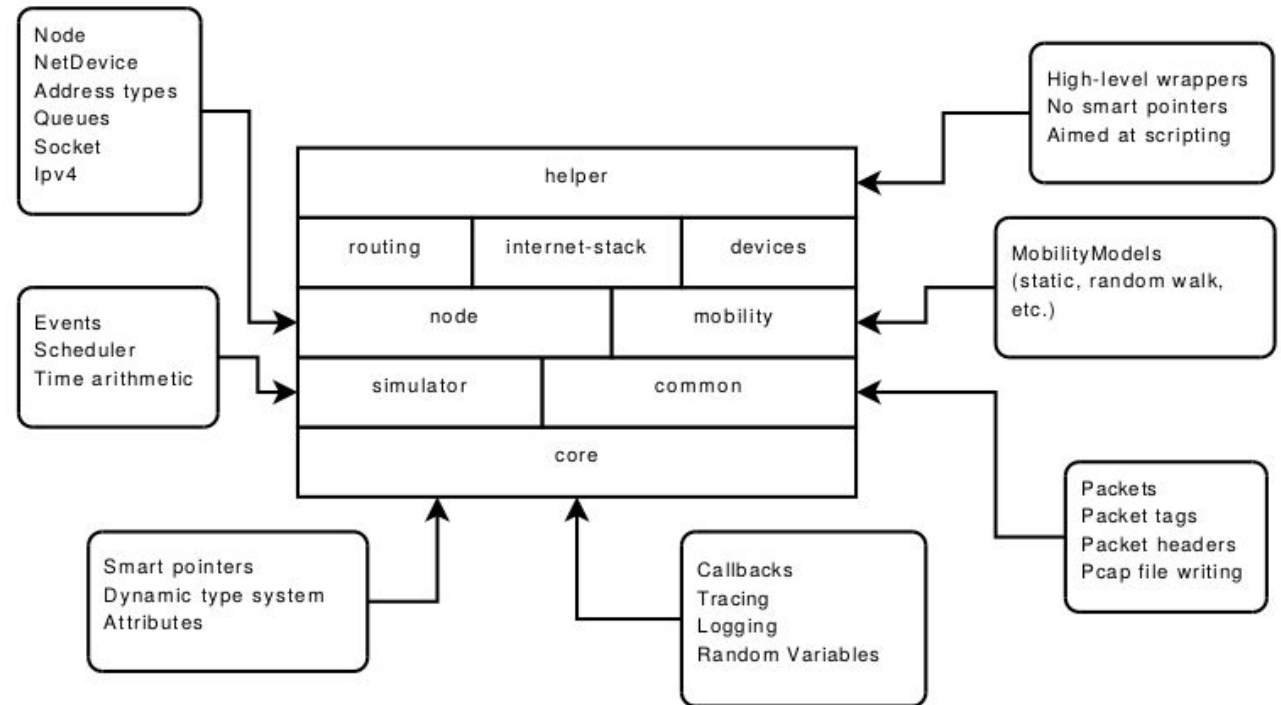 Node
NetDevice
Address types
Queues
Socket
Ipv4
High-level wrappers
No smart pointers
Aimed at scripting
helper
routing
internet-stack
devices
MobilityModels
(static, random walk,
etc.)
node
mobility
Events
Scheduler
Time arithmetic
simulator
common
core
Packets
Packet tags
Packet headers
Pcap file writing
Smart pointers
Dynamic type system
Attributes
Callbacks
Tracing
Logging
Random Variables